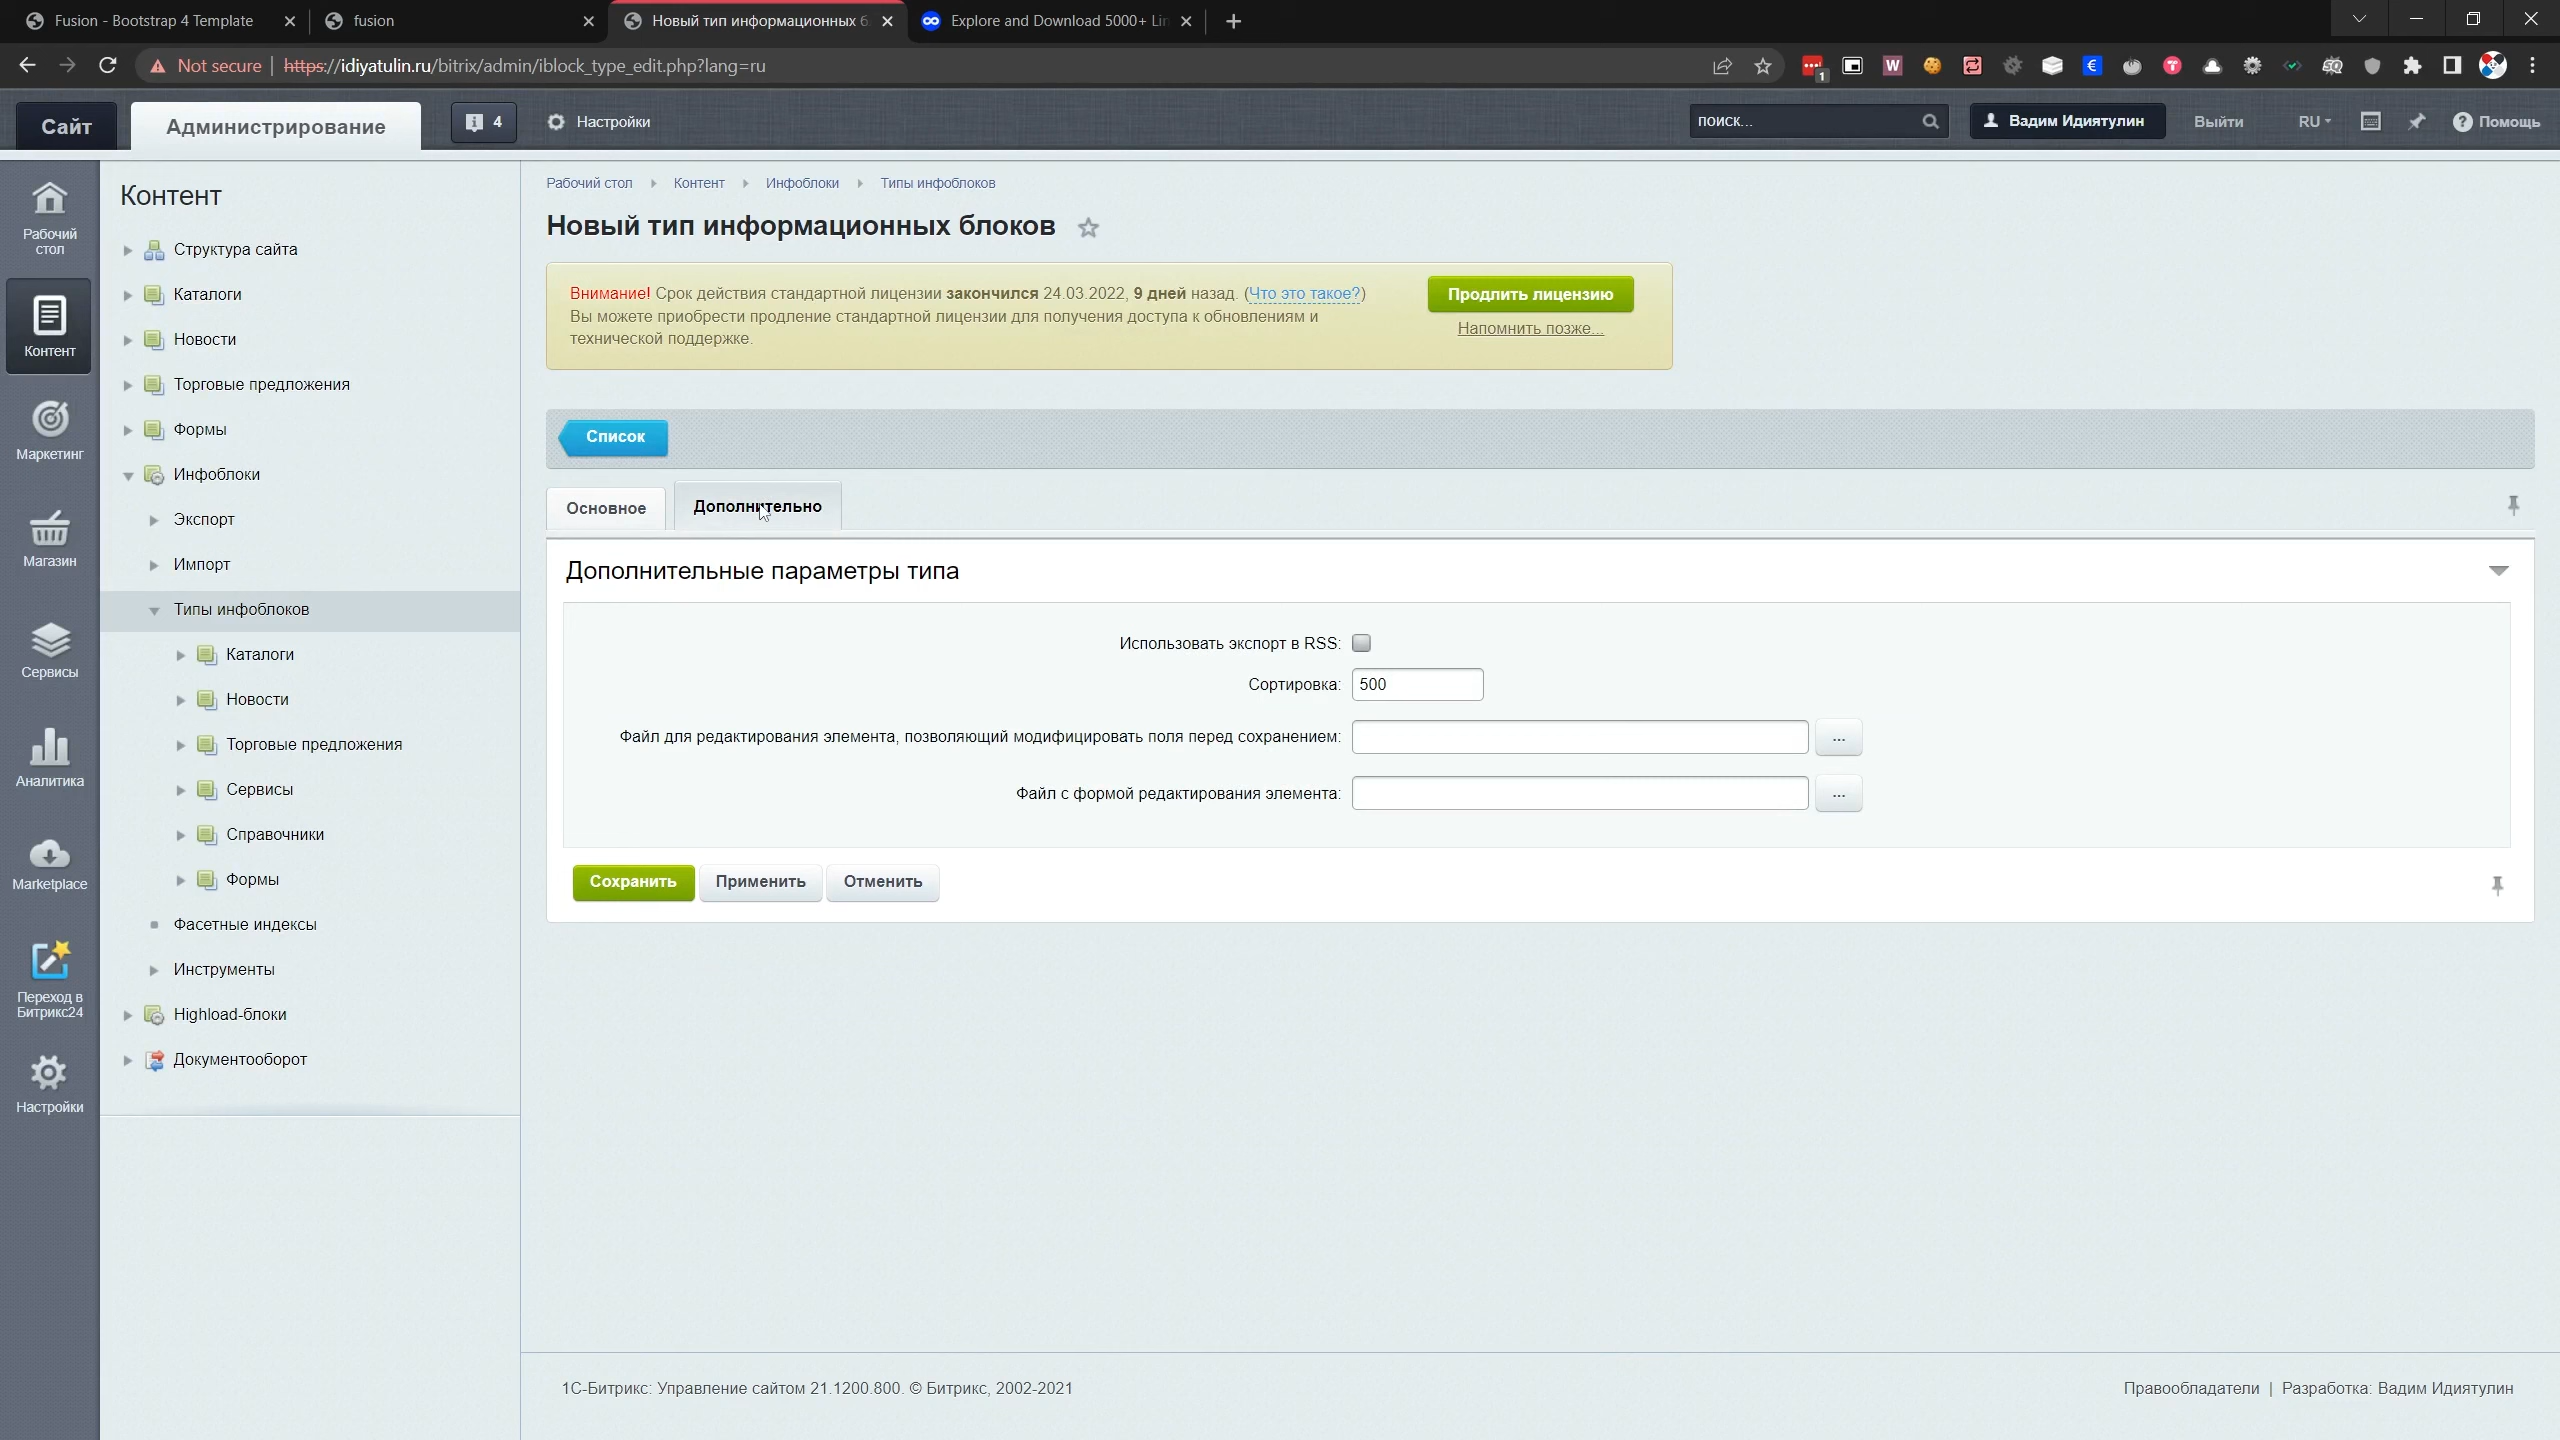 Fusion - Bootstrap 4 Template
fusion
Новый тип информационных б
Explore and Download 5000+ Lin
Not secure
https://idiyatulin.ru/bitrix/admin/iblock_type_edit.php?lang=ru
1
Сайт
Администрирование
4
Настройки
поиск...
Вадим Идиятулин
Выйти
RU
Помощь
Рабочий стол
Контент
Маркетинг
Магазин
Сервисы
Аналитика
Marketplace
Переход в Битрикс24
Настройки
Контент
Структура сайта
Каталоги
Новости
Торговые предложения
Формы
Инфоблоки
Экспорт
Импорт
Типы инфоблоков
Каталоги
Новости
Торговые предложения
Сервисы
Справочники
Формы
Фасетные индексы
Инструменты
Highload-блоки
Документооборот
Рабочий стол Контент Инфоблоки Типы инфоблоков
Новый тип информационных блоков
Внимание! Срок действия стандартной лицензии закончился 24.03.2022, 9 дней назад. (Что это такое?)
Вы можете приобрести продление стандартной лицензии для получения доступа к обновлениям и
технической поддержке.
Продлить лицензию
Напомнить позже...
Список
Основное
Дополнительно
Дополнительные параметры типа
Использовать экспорт в RSS:
Сортировка: 500
Файл для редактирования элемента, позволяющий модифицировать поля перед сохранением: ...
Файл с формой редактирования элемента: ...
Сохранить
Применить
Отменить
1С-Битрикс: Управление сайтом 21.1200.800. © Битрикс, 2002-2021
Правообладатели | Разработка: Вадим Идиятулин